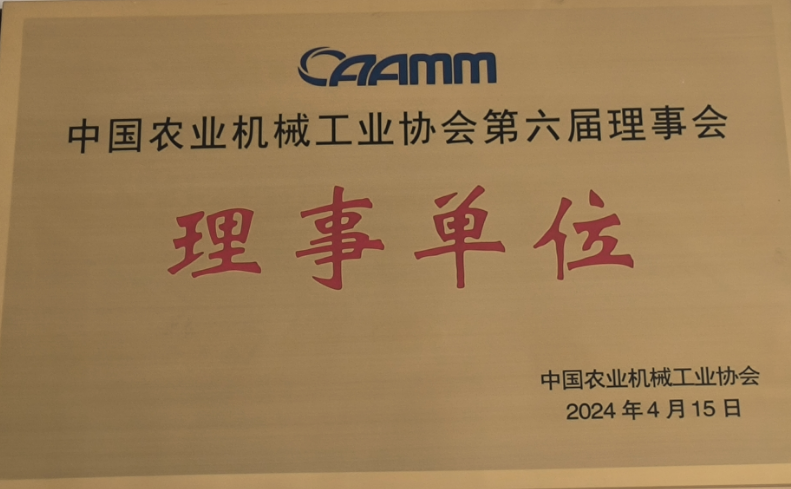 CAAMM
中国农业机械工业协会第六届理事会
理事单位
中国农业机械工业协会
2024年4月15日